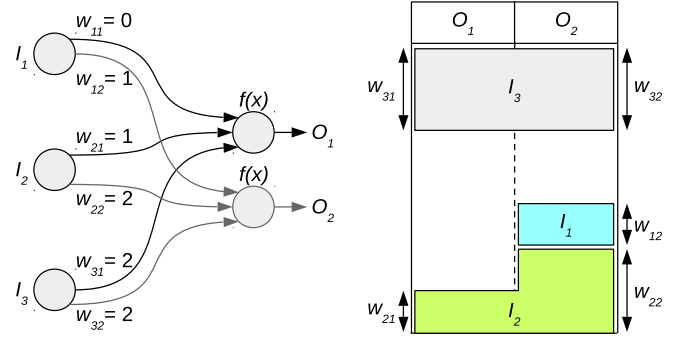 w11= 0
I1
w12= 1
f(x)
w21= 1
O1
I2
f(x)
w22= 2
O2
w31= 2
I3
w32= 2
O1 O2
w31 I3 w32
I1 w12
w21 I2 w22